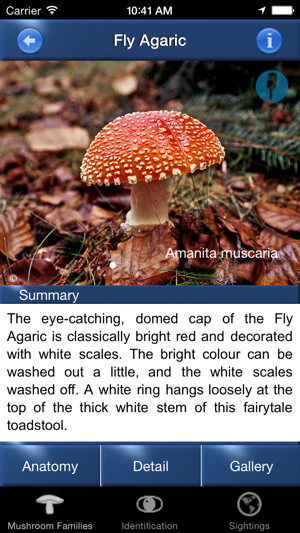 Carrier 10:41 AM
Fly Agaric
Amanita muscaria
©
Summary
The eye-catching, domed cap of the Fly
Agaric is classically bright red and decorated
with white scales. The bright colour can be
washed out a little, and the white scales
washed off. A white ring hangs loosely at the
top of the thick white stem of this fairytale
toadstool.
Anatomy Detail Gallery
Mushroom Families Identification Sightings